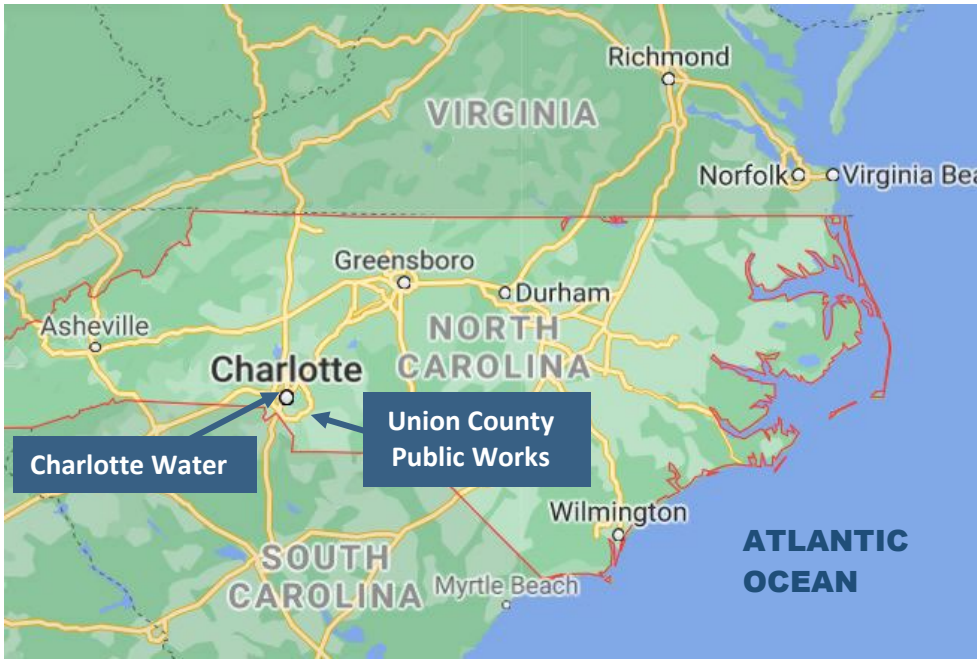 Richmond
VIRGINIA
Norfolk
Virginia Bea
Greensboro
Durham
Asheville
NORTH
CAROLINA
Charlotte
Union County
Public Works
Charlotte Water
Wilmington
ATLANTIC
OCEAN
SOUTH
CAROLINA
Myrtle Beach